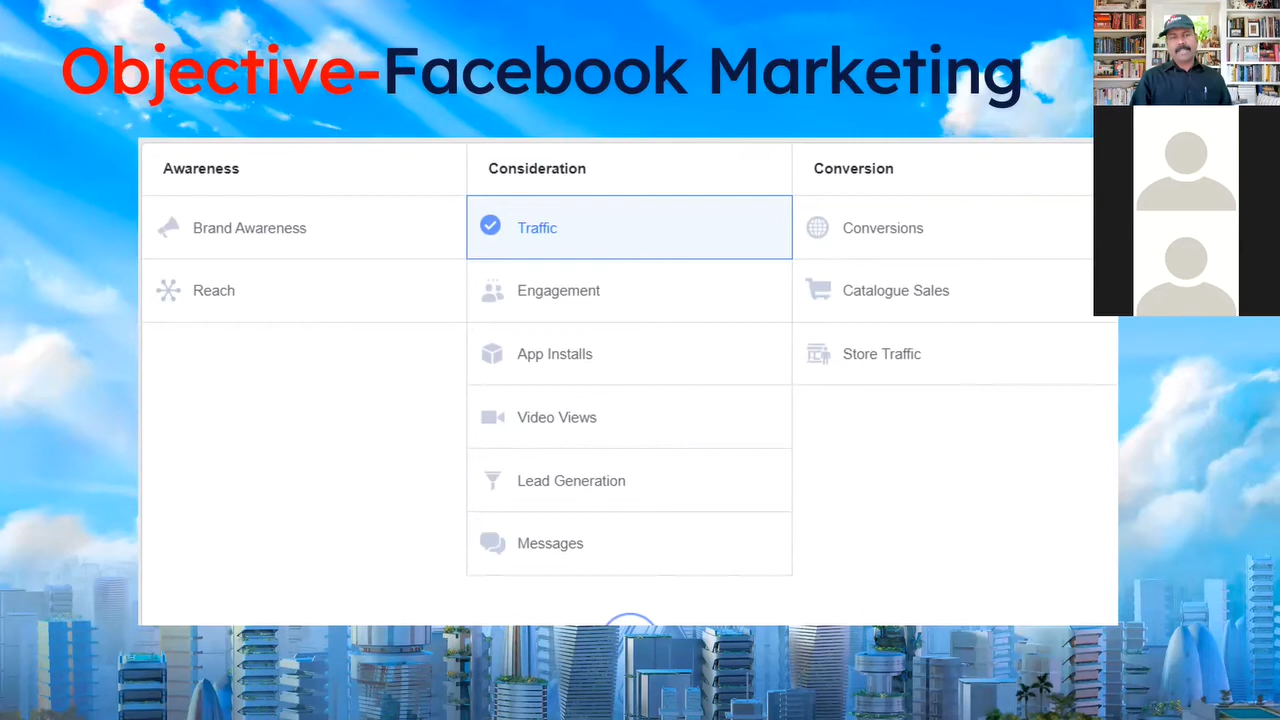 Objective-Facebook Marketing
Awareness
Consideration
Conversion
Brand Awareness
Traffic
Conversions
Reach
Engagement
Catalogue Sales
App Installs
Store Traffic
Video Views
Lead Generation
Messages